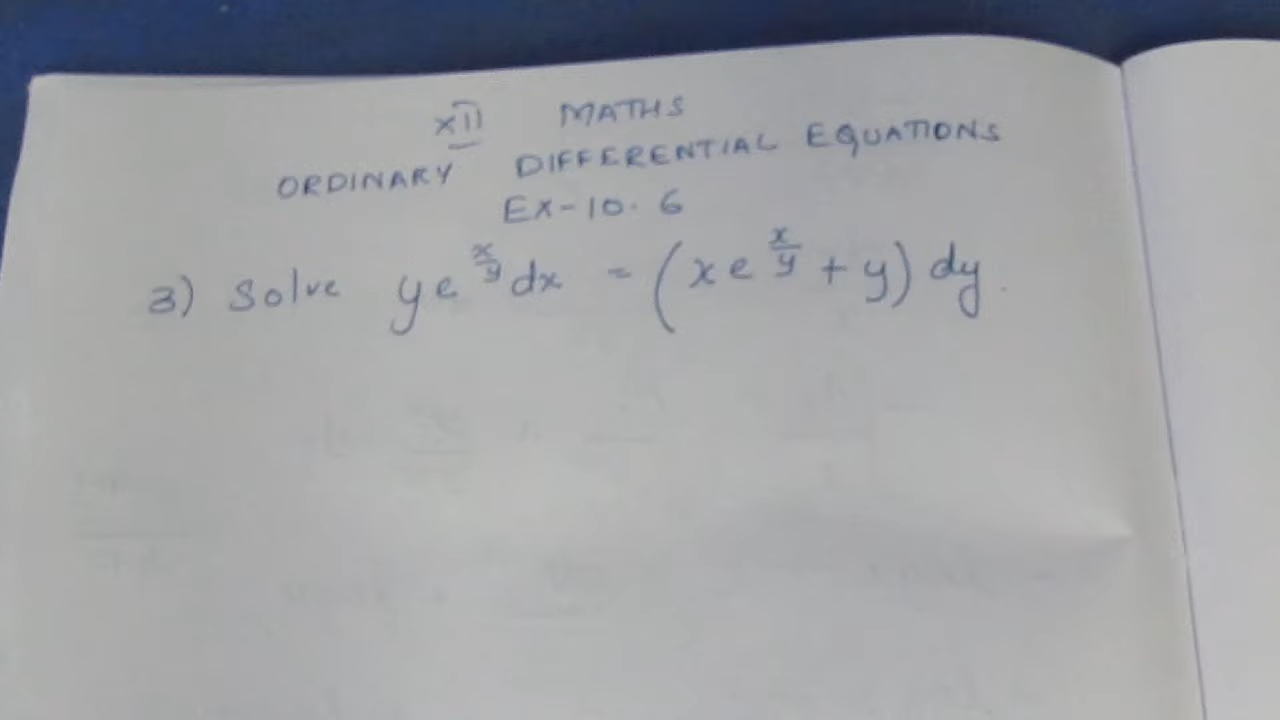 XII MATHS
ORDINARY DIFFERENTIAL EQUATIONS
EX-10.6
3) Solve ye^{x/y} dx = (xe^{x/y} + y) dy.